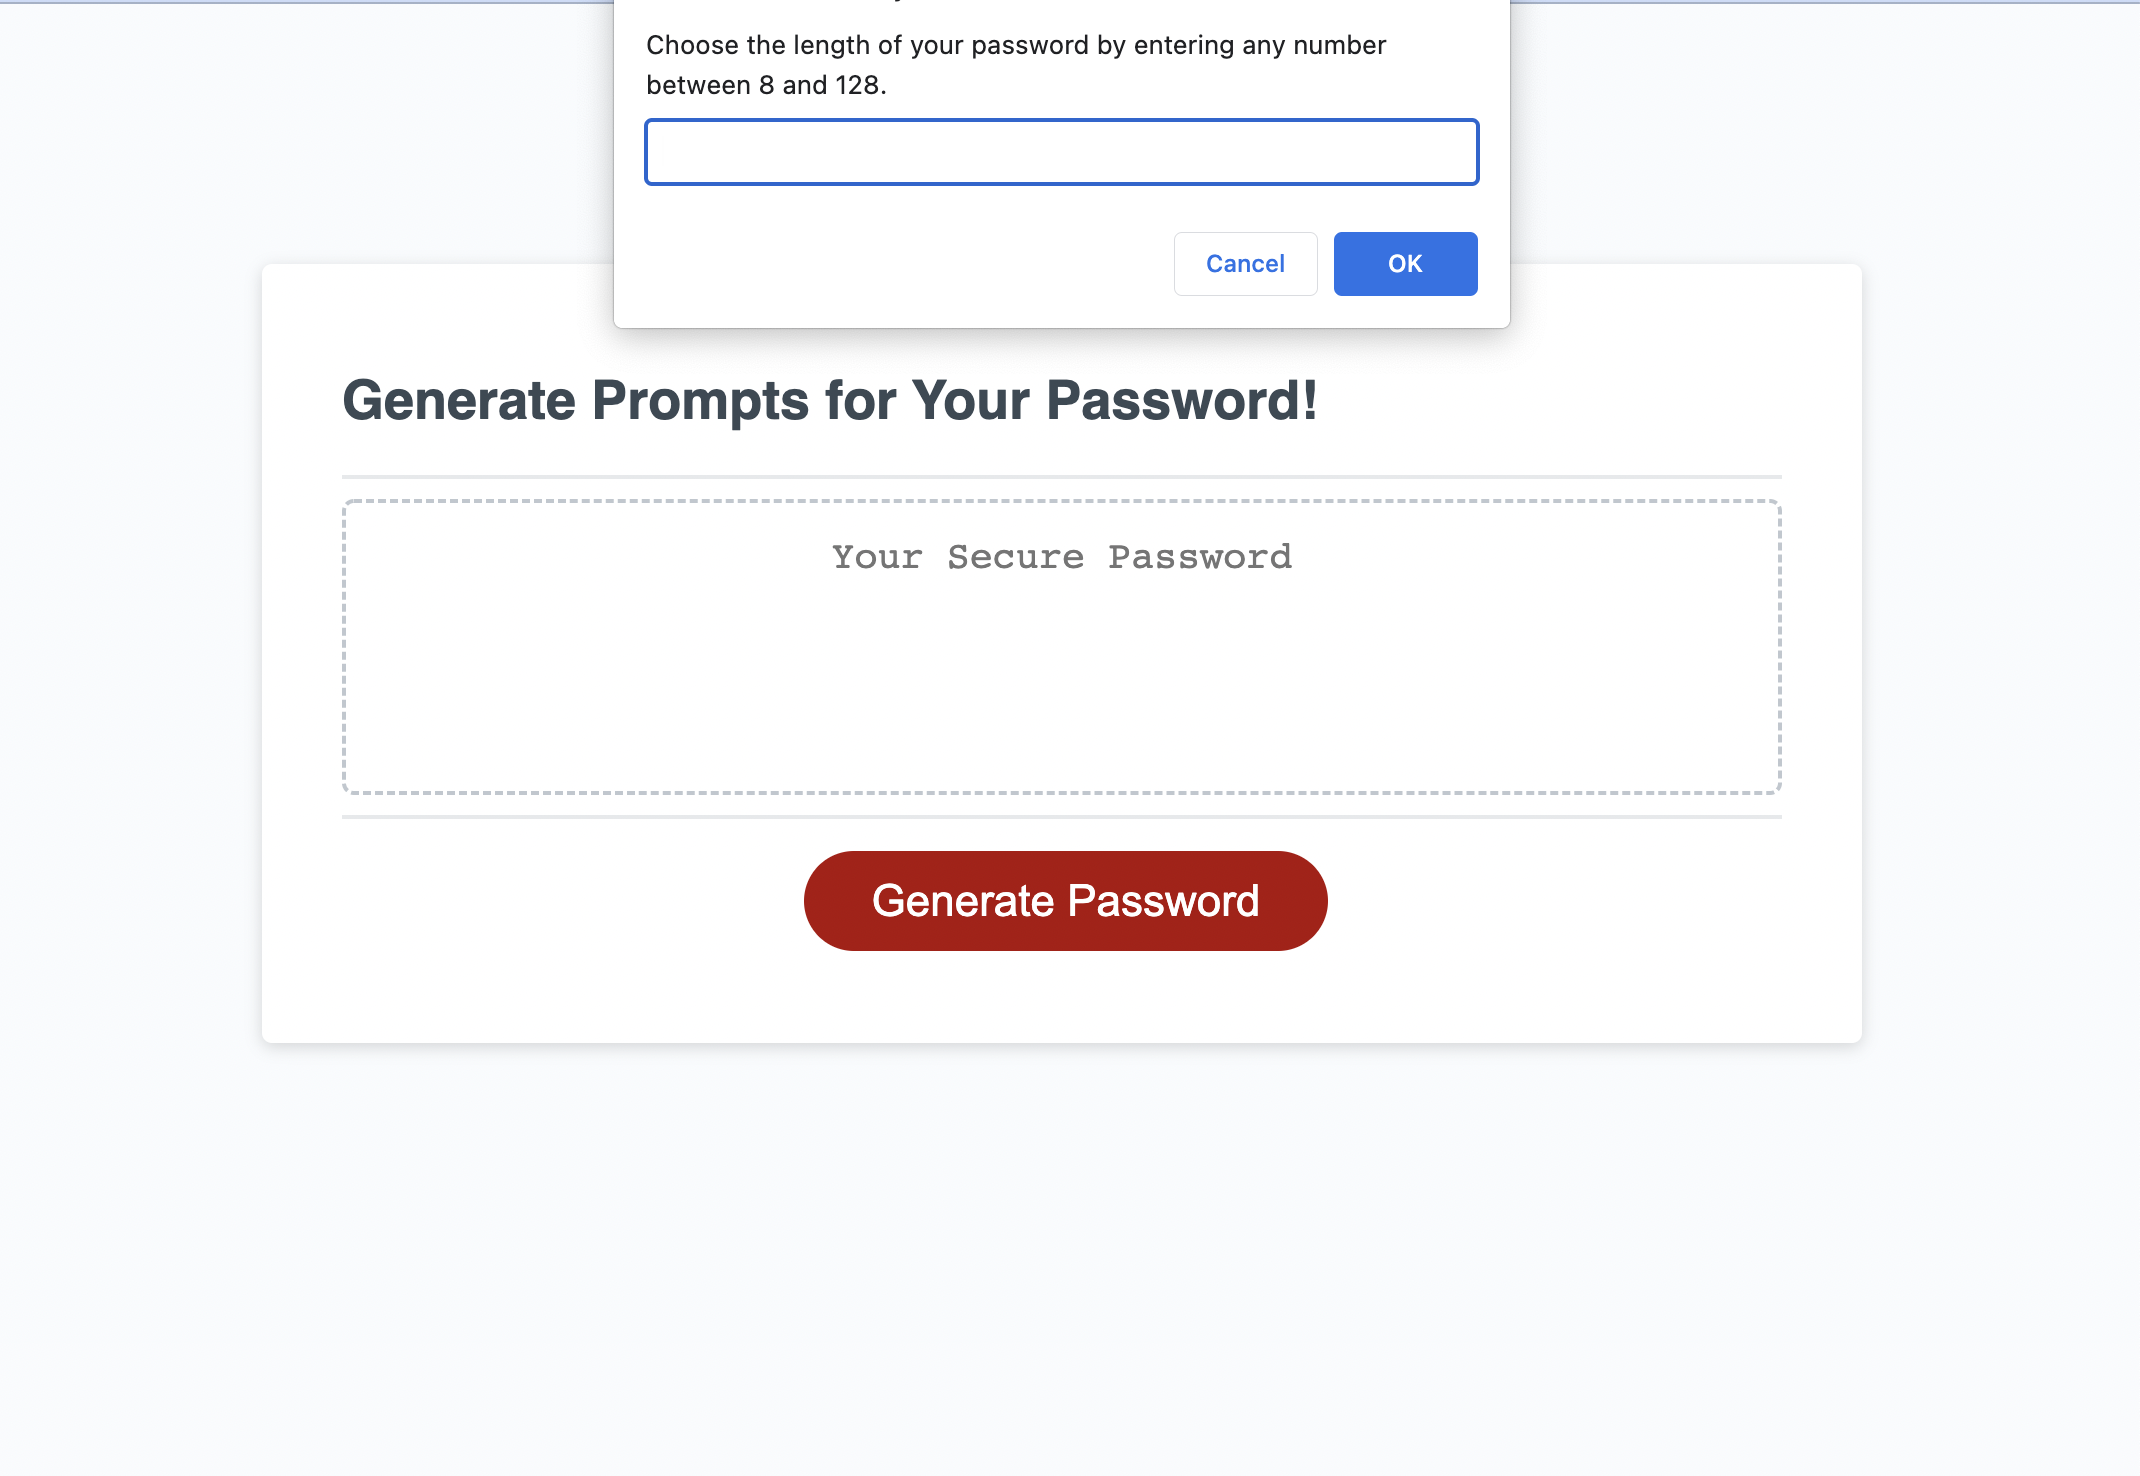 Choose the length of your password by entering any number
between 8 and 128.
Cancel
OK
Generate Prompts for Your Password!
Your Secure Password
Generate Password